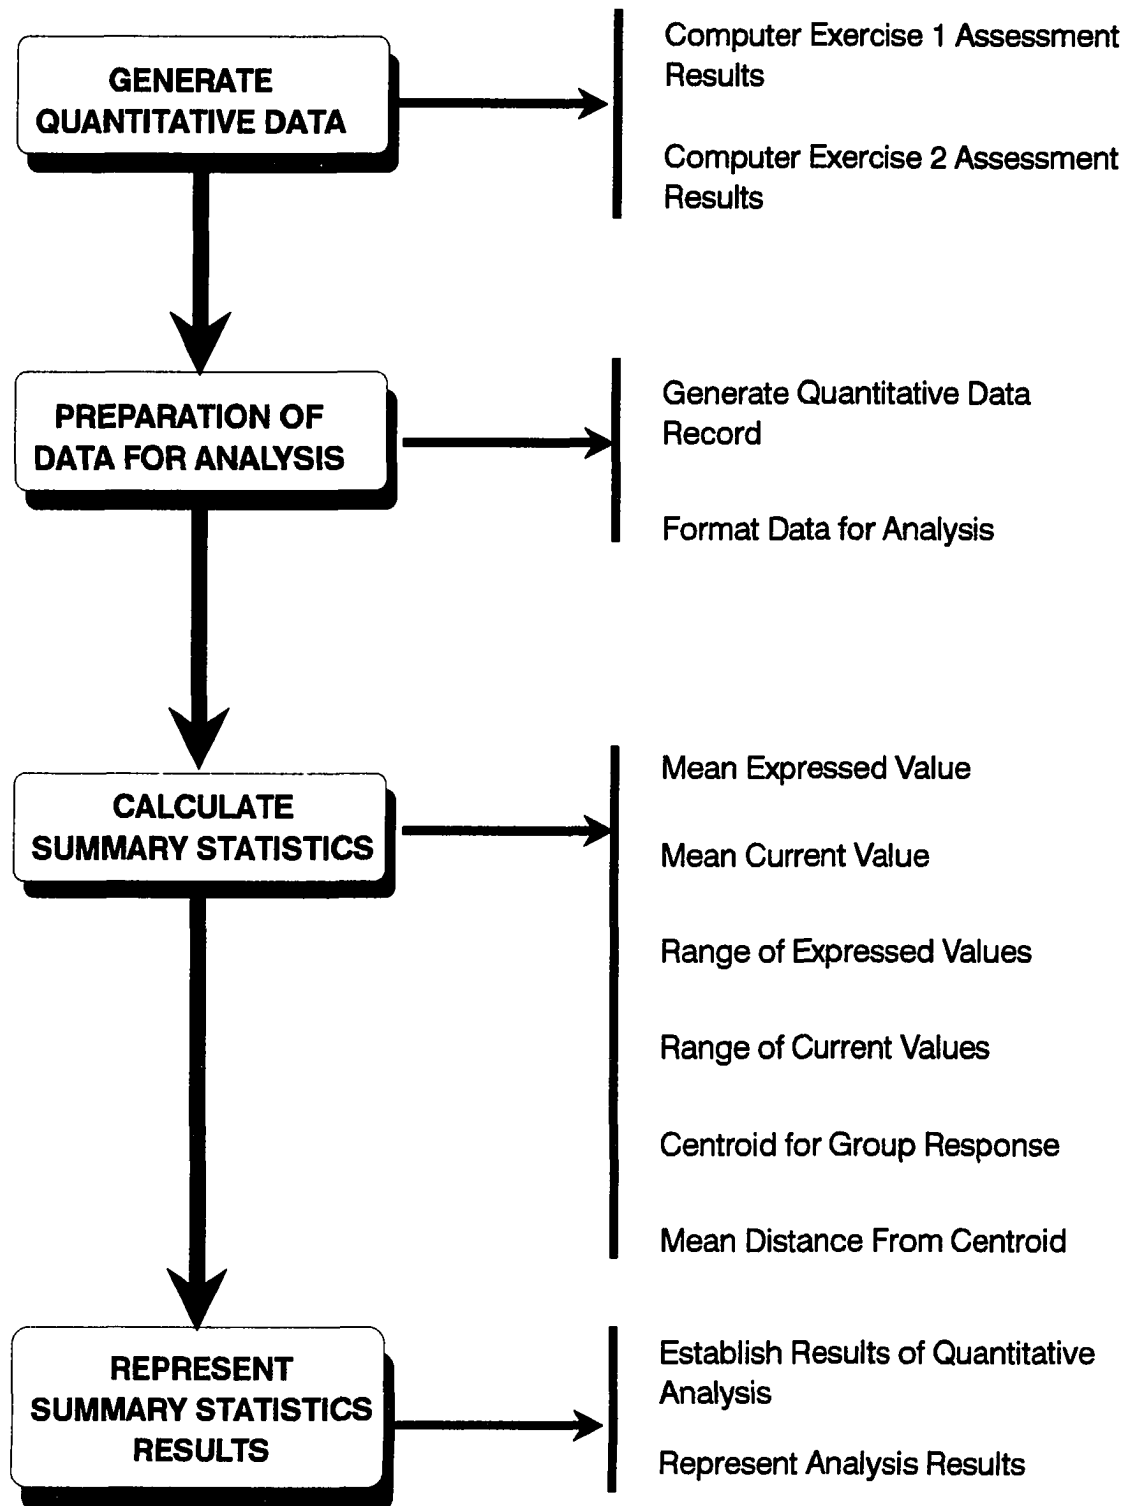 GENERATE
QUANTITATIVE DATA
Computer Exercise 1 Assessment
Results
Computer Exercise 2 Assessment
Results
PREPARATION OF
DATA FOR ANALYSIS
Generate Quantitative Data
Record
Format Data for Analysis
CALCULATE
SUMMARY STATISTICS
Mean Expressed Value
Mean Current Value
Range of Expressed Values
Range of Current Values
Centroid for Group Response
Mean Distance From Centroid
REPRESENT
SUMMARY STATISTICS
RESULTS
Establish Results of Quantitative
Analysis
Represent Analysis Results